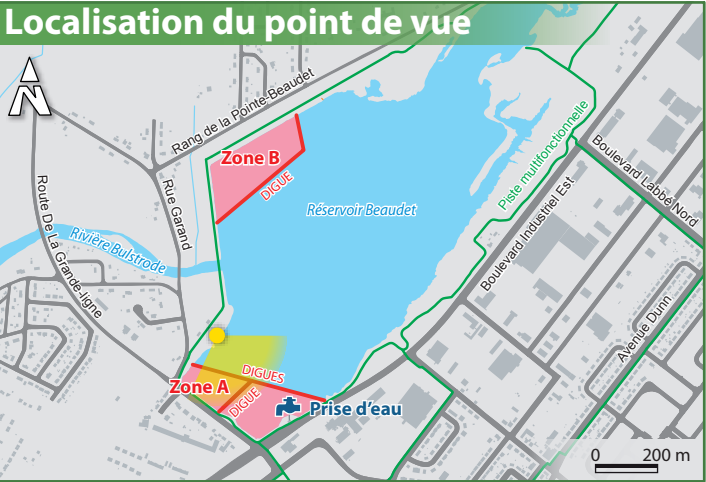 Localisation du point de vue
N
Rang de la Pointe-Beaudet
Zone B
DIGUE
Réservoir Beaudet
Piste multifonctionnelle
Boulevard Labbé Nord
Boulevard Industriel Est
Route De La Grande-ligne
Rue Garand
Rivière Bulstrode
Avenue Dunn
DIGUES
Zone A
DIGUE
Prise d'eau
0 200 m